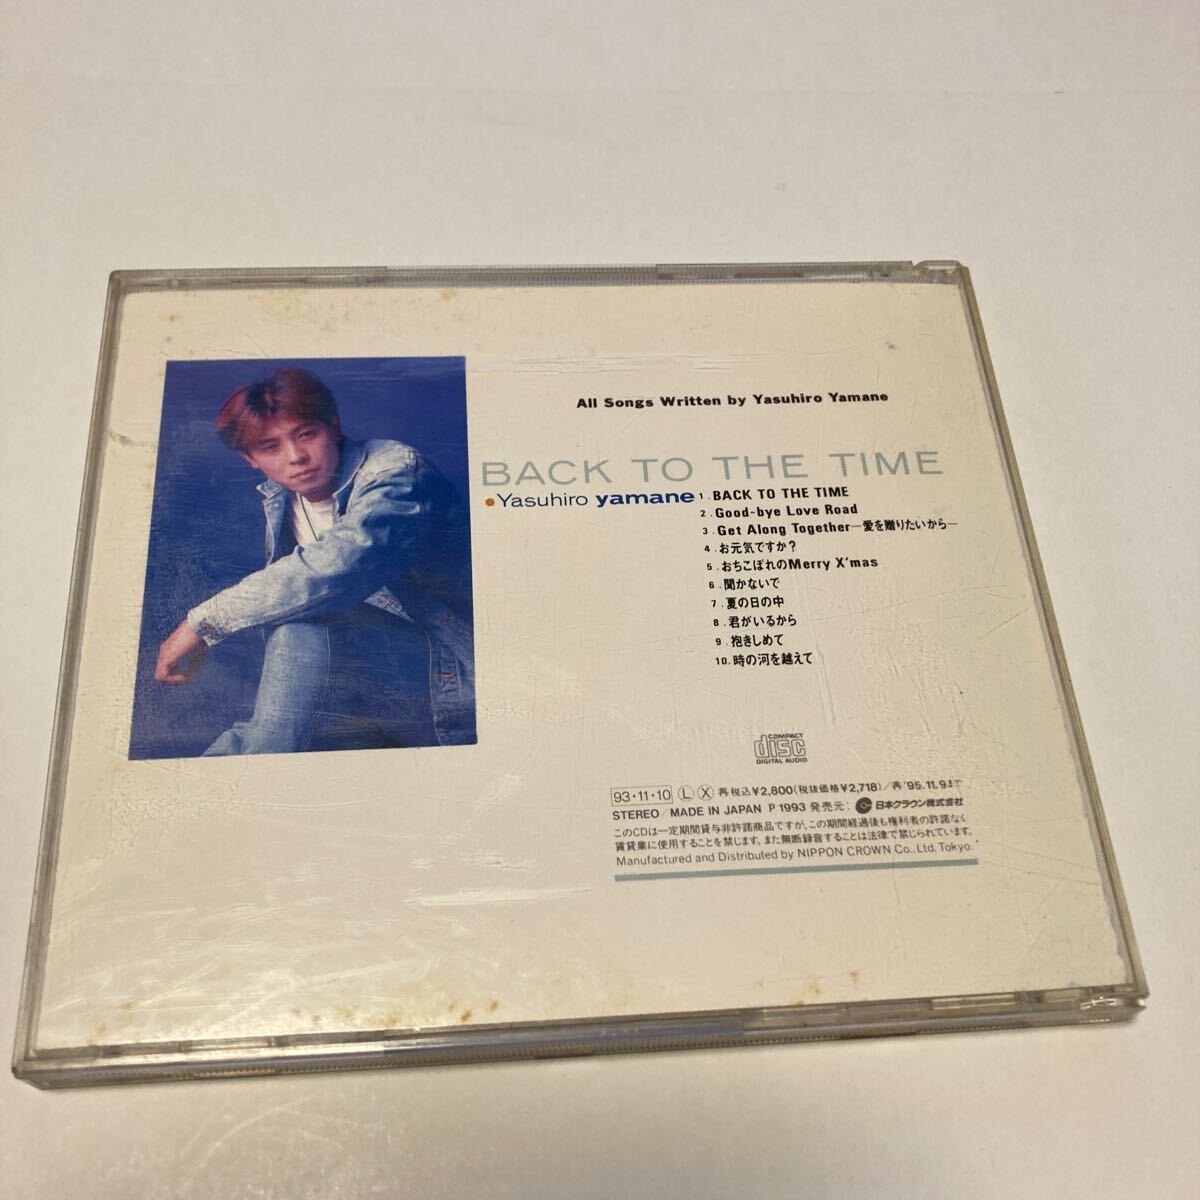 All Songs Written by Yasuhiro Yamane
BACK TO THE TIME
●Yasuhiro yamane
1.BACK TO THE TIME
2.Good-bye Love Road
3.Get Along Together—愛を贈りたいから—
4.お元気ですか?
5.おちこぼれのMerry X'mas
6.聞かないで
7.夏の日の中
8.君がいるから
9.抱きしめて
10.時の河を越えて
COMPACT
disc
DIGITAL AUDIO
93・11・10 Ⓛ Ⓧ 再税込¥2,800(税抜価格¥2,718)/再'95.11.9まで
STEREO/MADE IN JAPAN P 1993 発売元: 日本クラウン株式会社
このCDは一定期間貸与非許諾商品ですが、この期間経過後も権利者の許諾なく
賃貸業に使用することを禁じます。また無断録音することは法律で禁じられています。
Manufactured and Distributed by NIPPON CROWN Co., Ltd. Tokyo.